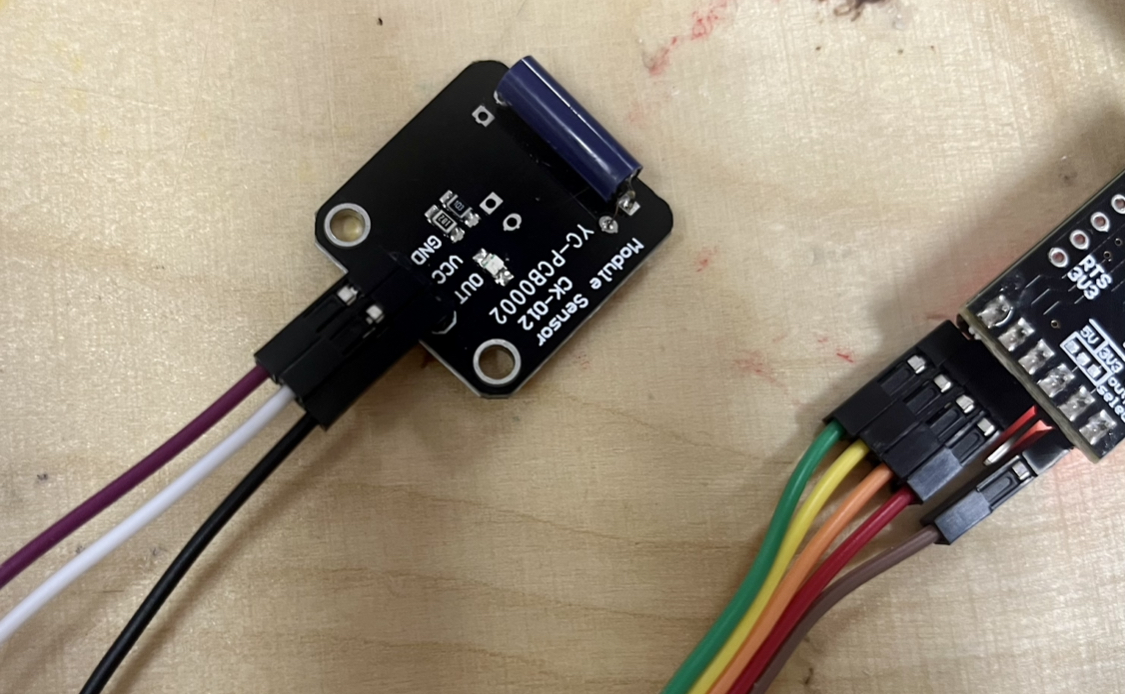 GND
VCC
OUT
YC-PCB0002
CK-012
Module Sensor
RTS
3V3
5V
3V3